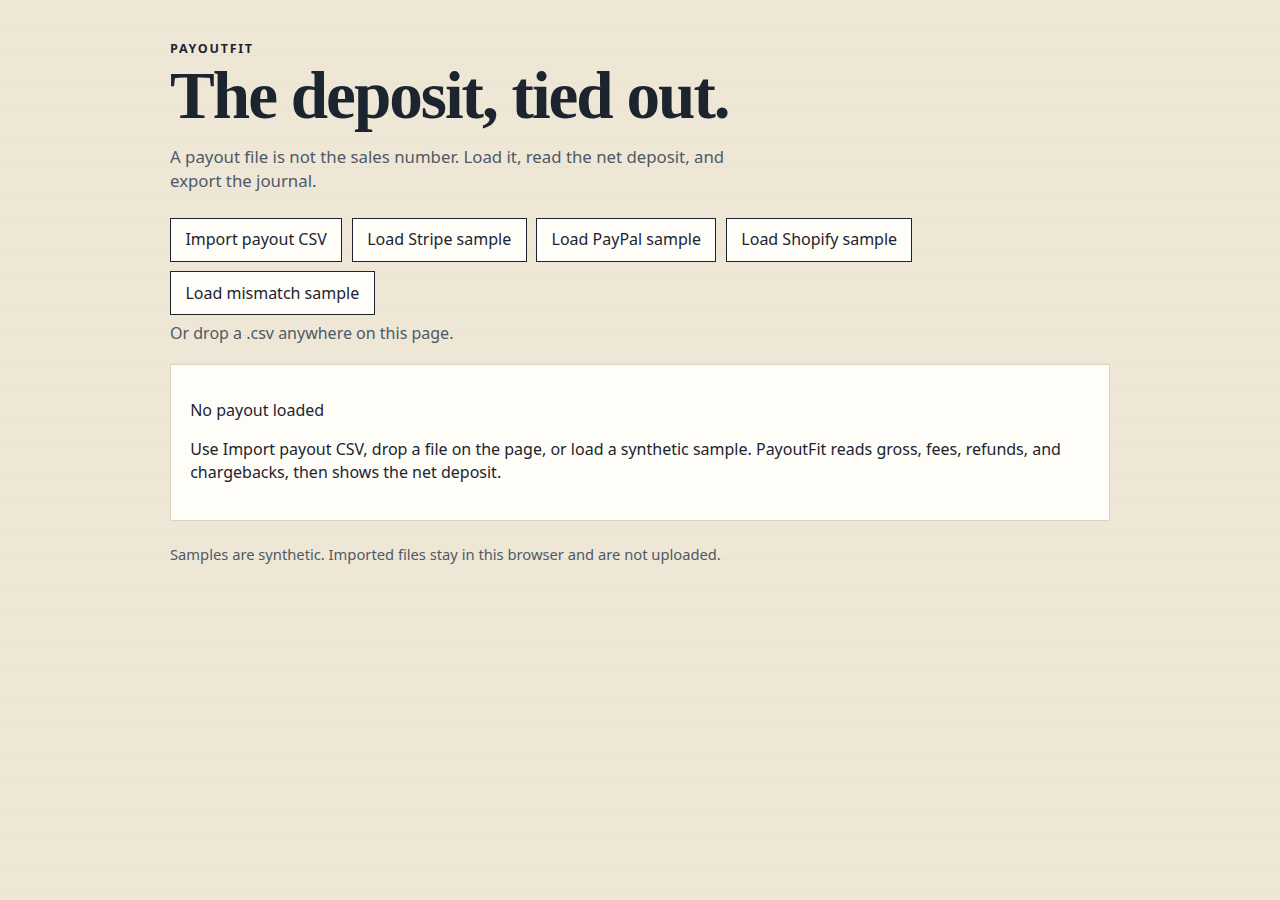 PAYOUTFIT
The deposit, tied out.
A payout file is not the sales number. Load it, read the net deposit, and
export the journal.
Import payout CSV
Load Stripe sample
Load PayPal sample
Load Shopify sample
Load mismatch sample
Or drop a .csv anywhere on this page.
No payout loaded
Use Import payout CSV, drop a file on the page, or load a synthetic sample. PayoutFit reads gross, fees, refunds, and
chargebacks, then shows the net deposit.
Samples are synthetic. Imported files stay in this browser and are not uploaded.